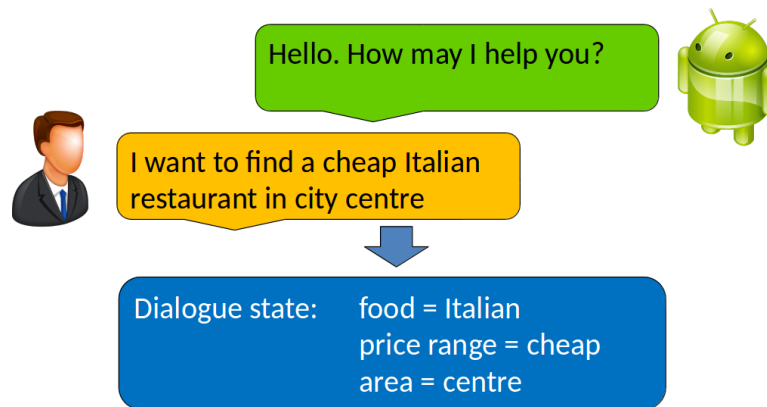 Hello. How may I help you?
I want to find a cheap Italian
restaurant in city centre
Dialogue state: food = Italian
price range = cheap
area = centre